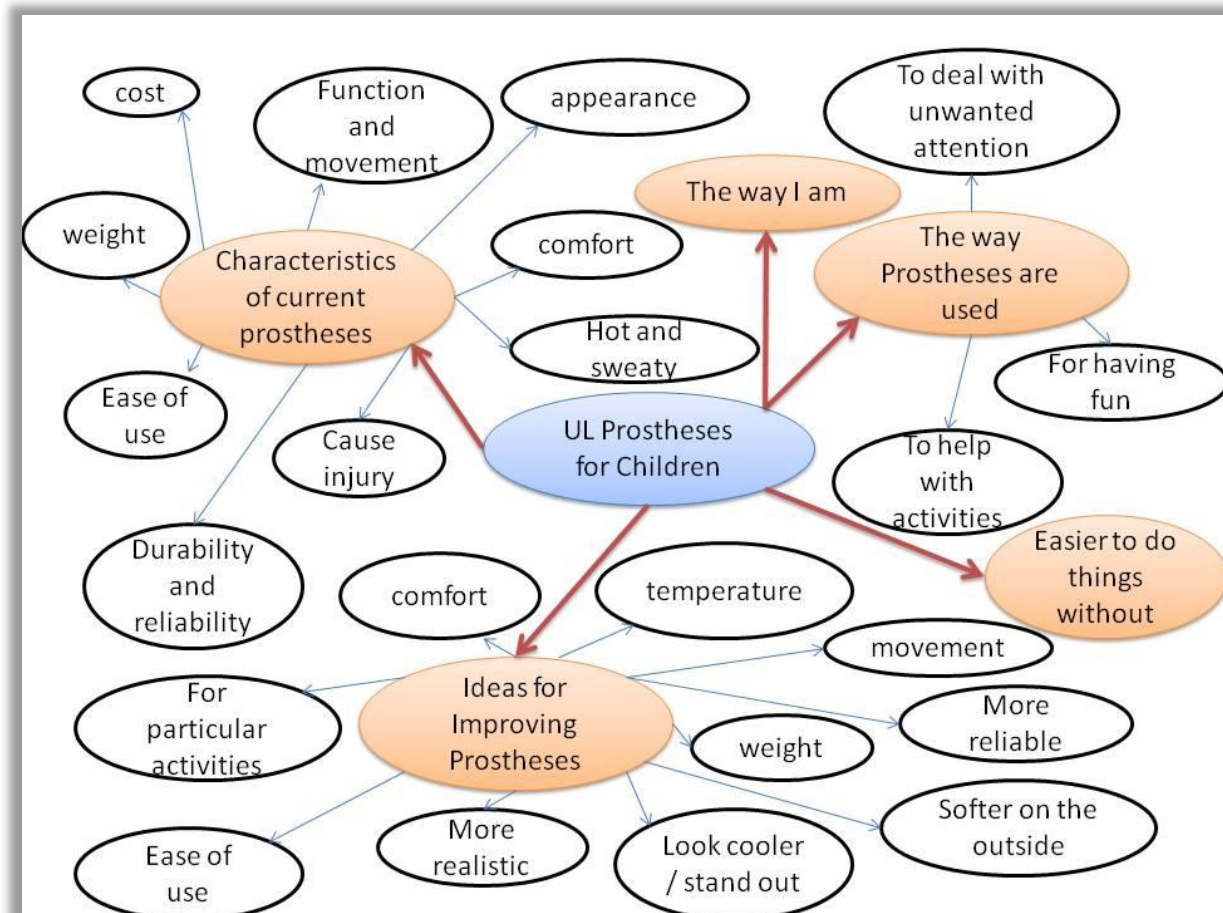 cost
Function
and
movement
appearance
To deal with
unwanted
attention
The way I am
weight
Characteristics
of current
prostheses
comfort
The way
Prostheses are
used
Hot and
sweaty
For having
fun
Ease of
use
Cause
injury
UL Prostheses
for Children
To help
with
activities
Easier to do
things
without
Durability
and
reliability
comfort
temperature
movement
For
particular
activities
Ideas for
Improving
Prostheses
weight
More
reliable
Ease of
use
More
realistic
Look cooler
/ stand out
Softer on the
outside